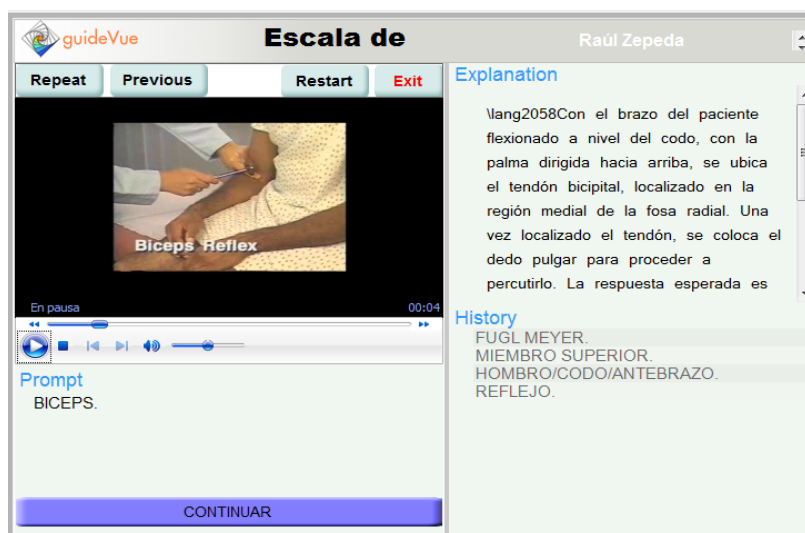 guideVue
Escala de
Raúl Zepeda
Repeat
Previous
Restart
Exit
Biceps Reflex
En pausa
00:04
Prompt
BICEPS.
CONTINUAR
Explanation
\lang2058Con el brazo del paciente
flexionado a nivel del codo, con la
palma dirigida hacia arriba, se ubica
el tendón bicipital, localizado en la
región medial de la fosa radial. Una
vez localizado el tendón, se coloca el
dedo pulgar para proceder a
percutirlo. La respuesta esperada es
History
FUGL MEYER.
MIEMBRO SUPERIOR.
HOMBRO/CODO/ANTEBRAZO.
REFLEJO.